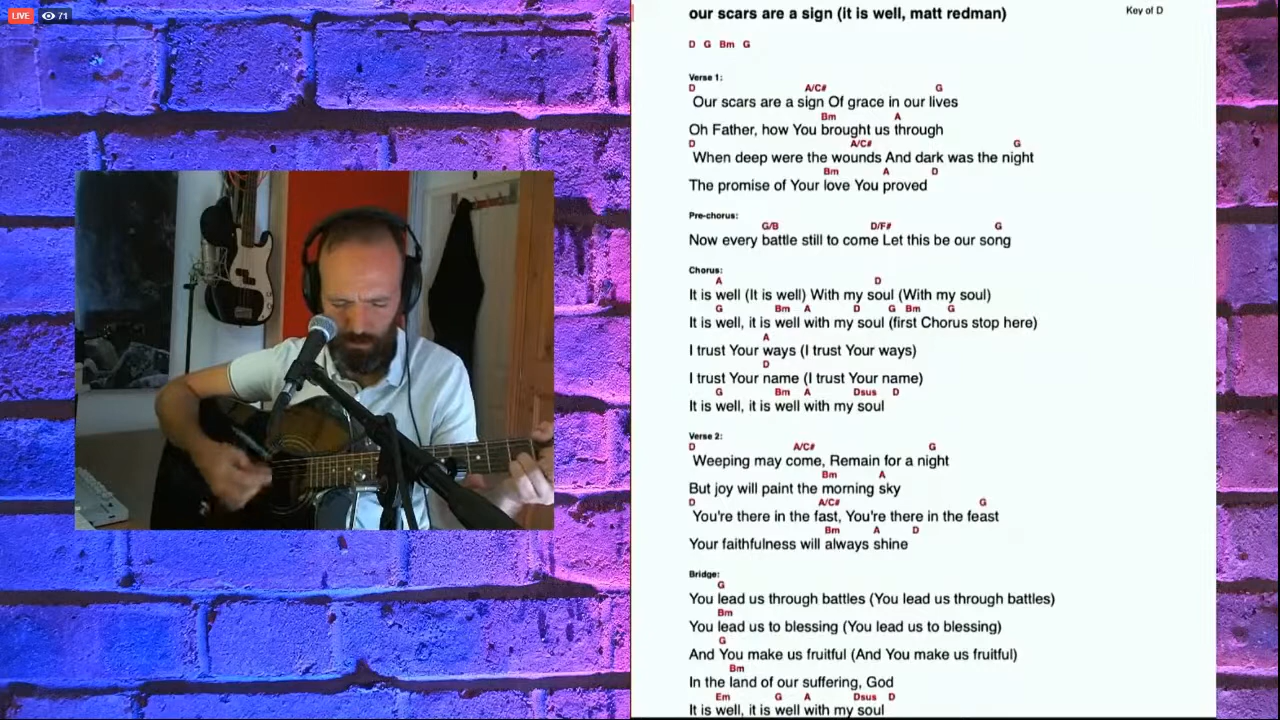 LIVE 71
our scars are a sign (it is well, matt redman)
Key of D
D G Bm G
Verse 1:
D A/C# G
Our scars are a sign Of grace in our lives
Bm A
Oh Father, how You brought us through
D A/C# G
When deep were the wounds And dark was the night
Bm A D
The promise of Your love You proved
Pre-chorus:
G/B D/F# G
Now every battle still to come Let this be our song
Chorus:
A D
It is well (It is well) With my soul (With my soul)
G Bm A D G Bm G
It is well, it is well with my soul (first Chorus stop here)
A
I trust Your ways (I trust Your ways)
D
I trust Your name (I trust Your name)
G Bm A Dsus D
It is well, it is well with my soul
Verse 2:
D A/C# G
Weeping may come, Remain for a night
Bm A
But joy will paint the morning sky
D A/C# G
You're there in the fast, You're there in the feast
Bm A D
Your faithfulness will always shine
Bridge:
G
You lead us through battles (You lead us through battles)
Bm
You lead us to blessing (You lead us to blessing)
G
And You make us fruitful (And You make us fruitful)
Bm
In the land of our suffering, God
Em G A Dsus D
It is well, it is well with my soul